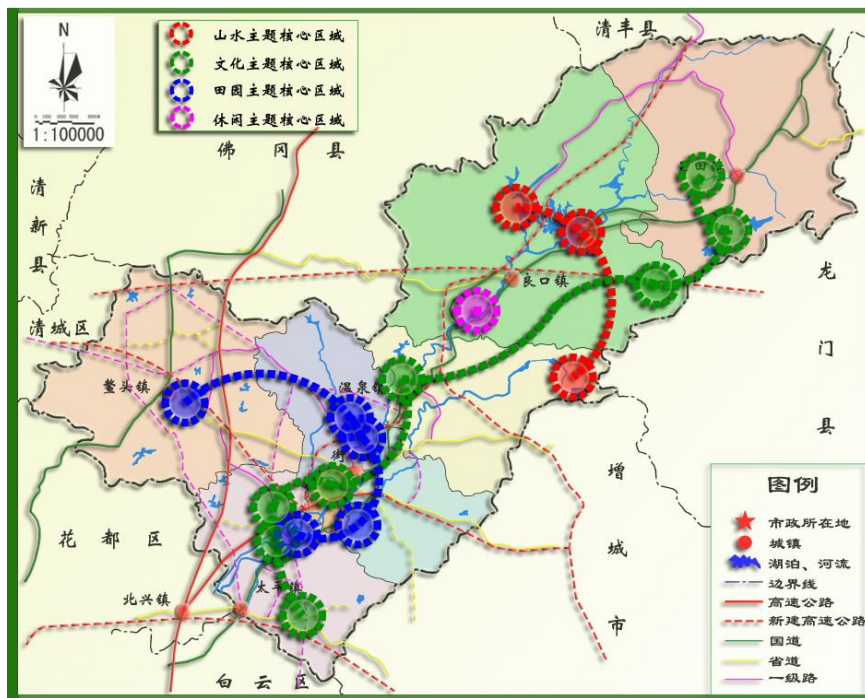 N
1:100000
山水主题核心区域
文化主题核心区域
田园主题核心区域
休闲主题核心区域
清丰县
佛冈县
清新县
良口镇
龙门县
清城区
鳌头镇
温泉
街
增城市
花都区
太平镇
北兴镇
白云区
图例
市政所在地
城镇
湖泊、河流
边界线
高速公路
新建高速公路
国道
省道
一级路